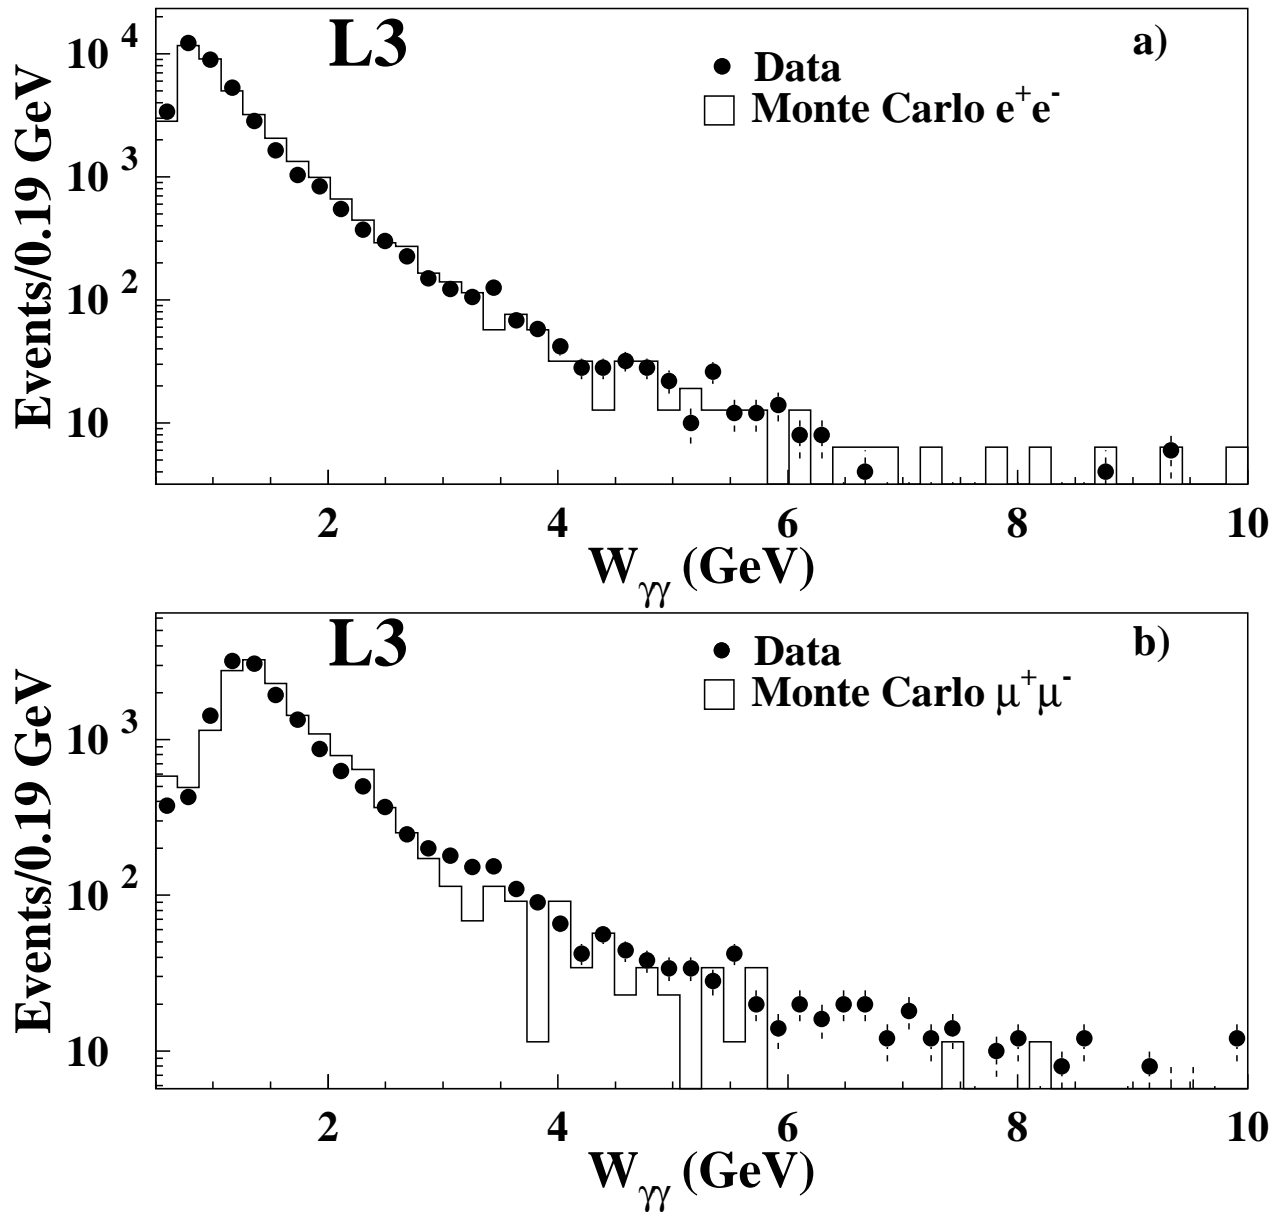 L3
a)
Data
Monte Carlo e⁺e⁻
Events/0.19 GeV
10⁴
10³
10²
10
2 4 6 8 10
W_γγ (GeV)
L3
b)
Data
Monte Carlo μ⁺μ⁻
Events/0.19 GeV
10³
10²
10
2 4 6 8 10
W_γγ (GeV)